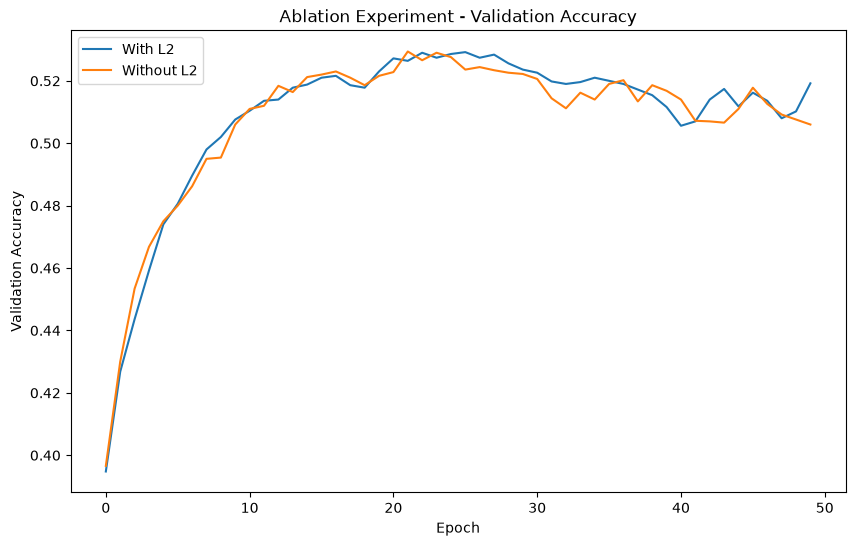 Ablation Experiment - Validation Accuracy
With L2
Without L2
0.52
0.50
0.48
0.46
0.44
0.42
0.40
Validation Accuracy
0 10 20 30 40 50
Epoch